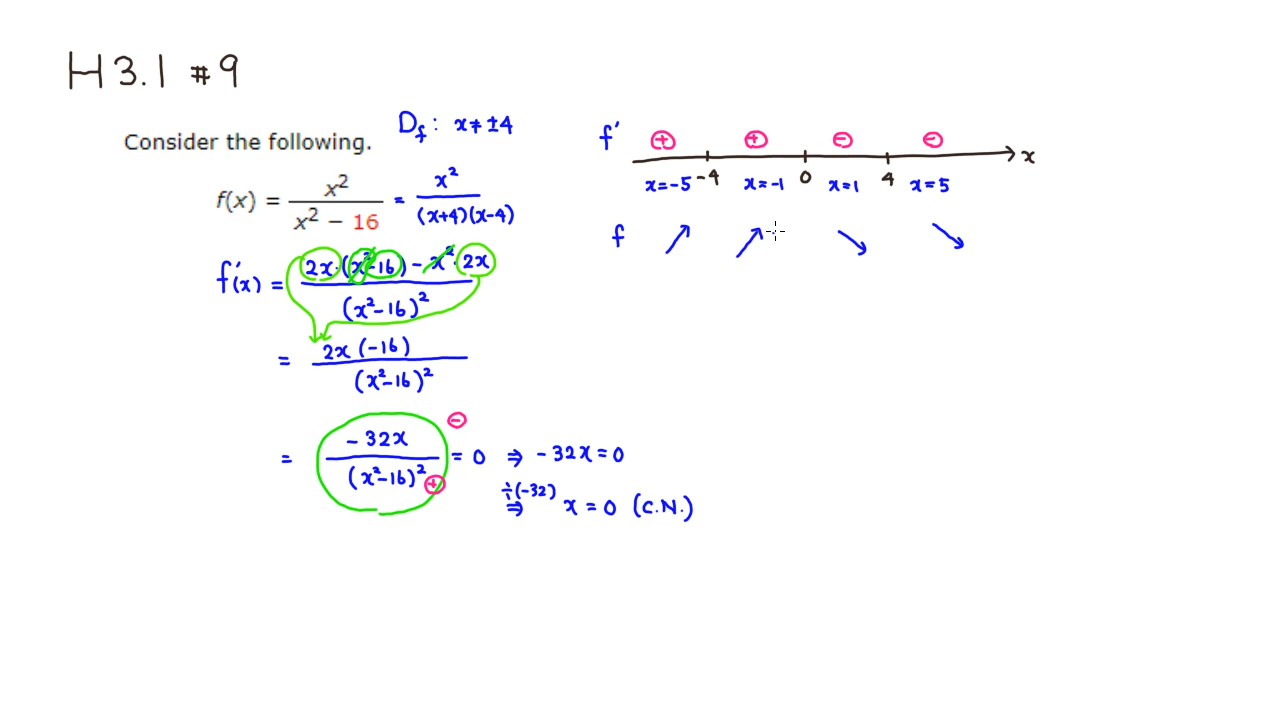 H 3.1 # 9
Consider the following.
D_f : x ≠ ±4
f(x) = x² / (x² − 16) = x² / ((x+4)(x−4))
f'(x) = (2x·(x²−16) − x²·2x) / (x²−16)²
= 2x(−16) / (x²−16)²
= −32x / (x²−16)² = 0 ⇒ −32x = 0
⊕ ⊖
÷(−32) ⇒ x = 0 (C.N.)
f' ⊕ ⊕ ⊖ ⊖ x
x=−5 −4 x=−1 0 x=1 4 x=5
f ↗ ↗ ↘ ↘